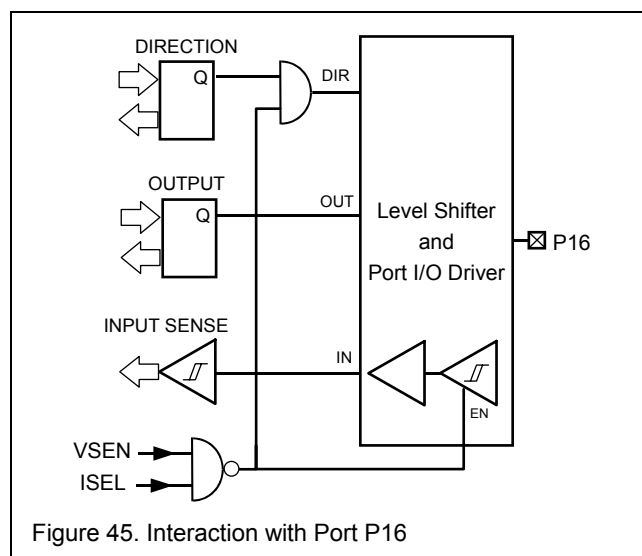 DIRECTION
Q
DIR
OUTPUT
Q
OUT
Level Shifter
and
Port I/O Driver
P16
INPUT SENSE
IN
EN
VSEN
ISEL
Figure 45. Interaction with Port P16